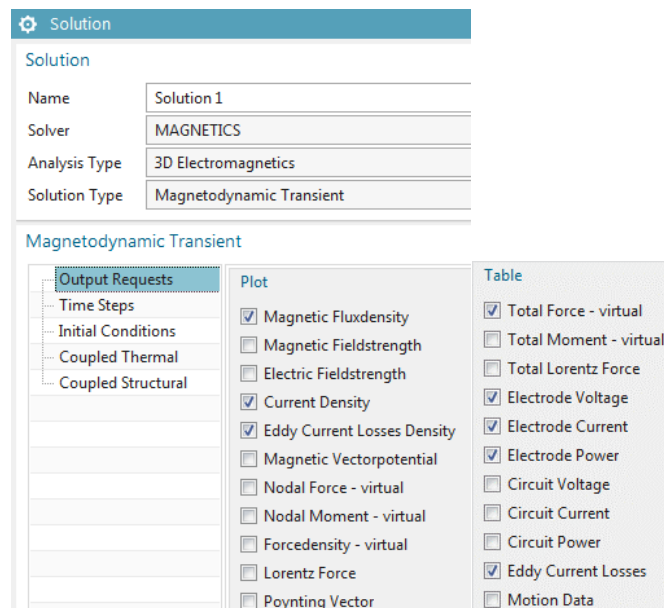 Solution
Solution
Name Solution 1
Solver MAGNETICS
Analysis Type 3D Electromagnetics
Solution Type Magnetodynamic Transient
Magnetodynamic Transient
Output Requests
Time Steps
Initial Conditions
Coupled Thermal
Coupled Structural
Plot
Magnetic Fluxdensity
Magnetic Fieldstrength
Electric Fieldstrength
Current Density
Eddy Current Losses Density
Magnetic Vectorpotential
Nodal Force - virtual
Nodal Moment - virtual
Forcedensity - virtual
Lorentz Force
Poynting Vector
Table
Total Force - virtual
Total Moment - virtual
Total Lorentz Force
Electrode Voltage
Electrode Current
Electrode Power
Circuit Voltage
Circuit Current
Circuit Power
Eddy Current Losses
Motion Data